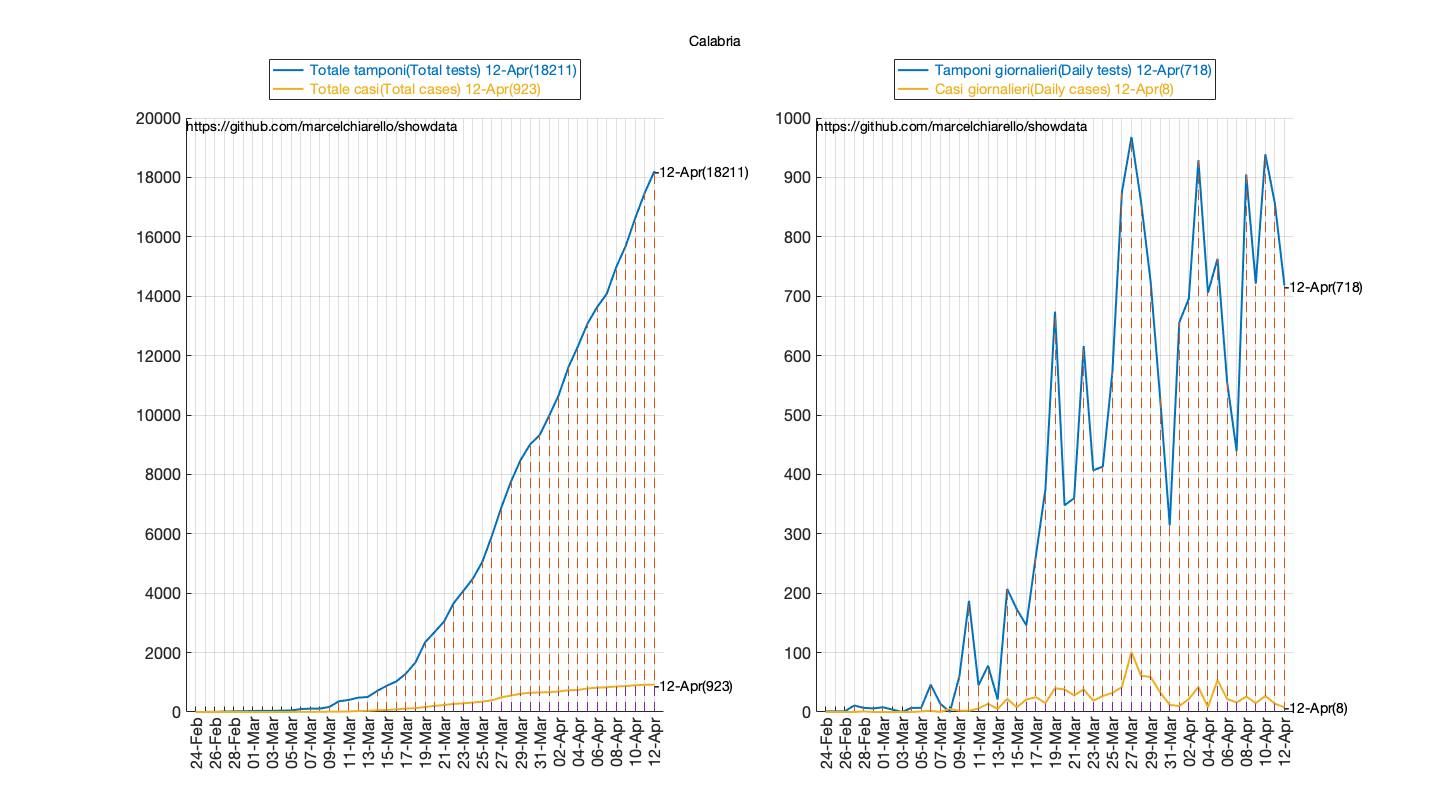 Calabria
Totale tamponi(Total tests) 12-Apr(18211)
Totale casi(Total cases) 12-Apr(923)
https://github.com/marcelchiarello/showdata
20000
18000
16000
14000
12000
10000
8000
6000
4000
2000
0
12-Apr(18211)
12-Apr(923)
24-Feb
26-Feb
28-Feb
01-Mar
03-Mar
05-Mar
07-Mar
09-Mar
11-Mar
13-Mar
15-Mar
17-Mar
19-Mar
21-Mar
23-Mar
25-Mar
27-Mar
29-Mar
31-Mar
02-Apr
04-Apr
06-Apr
08-Apr
10-Apr
12-Apr
Tamponi giornalieri(Daily tests) 12-Apr(718)
Casi giornalieri(Daily cases) 12-Apr(8)
https://github.com/marcelchiarello/showdata
1000
900
800
700
600
500
400
300
200
100
0
12-Apr(718)
12-Apr(8)
24-Feb
26-Feb
28-Feb
01-Mar
03-Mar
05-Mar
07-Mar
09-Mar
11-Mar
13-Mar
15-Mar
17-Mar
19-Mar
21-Mar
23-Mar
25-Mar
27-Mar
29-Mar
31-Mar
02-Apr
04-Apr
06-Apr
08-Apr
10-Apr
12-Apr